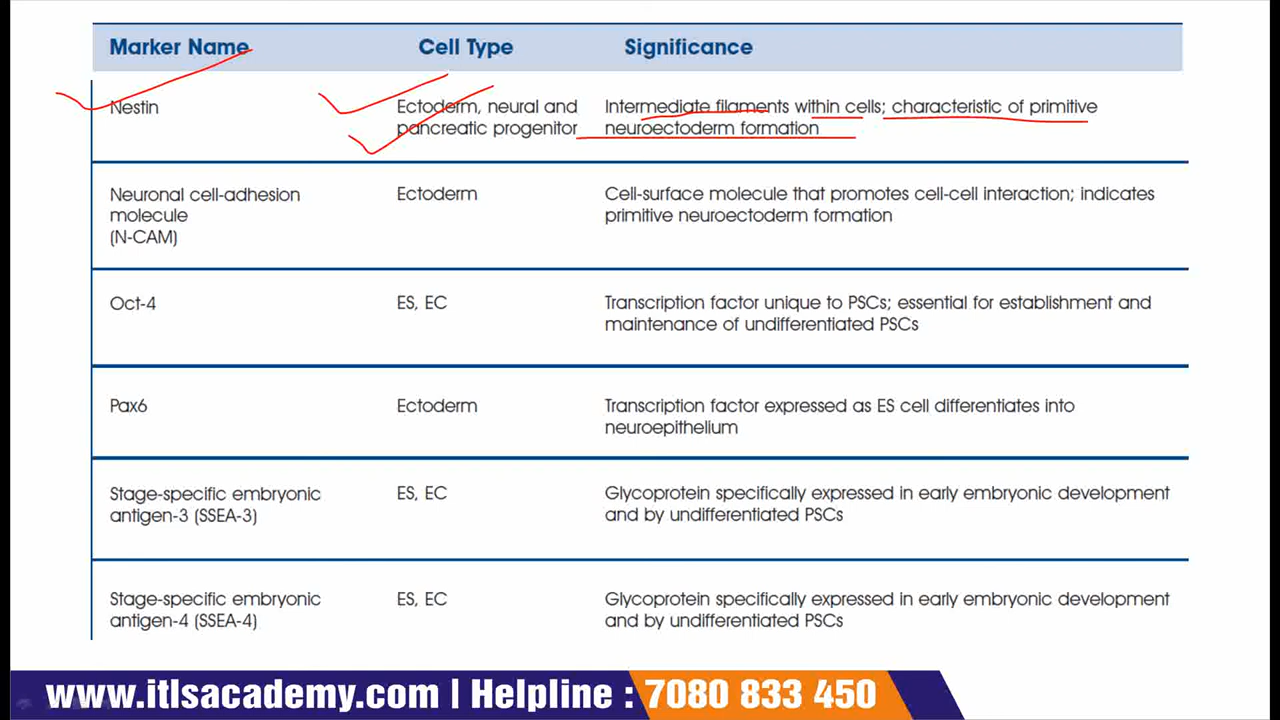 Marker Name Cell Type Significance
Nestin
Ectoderm, neural and
pancreatic progenitor
Intermediate filaments within cells; characteristic of primitive
neuroectoderm formation
Neuronal cell-adhesion
molecule
(N-CAM)
Ectoderm
Cell-surface molecule that promotes cell-cell interaction; indicates
primitive neuroectoderm formation
Oct-4
ES, EC
Transcription factor unique to PSCs; essential for establishment and
maintenance of undifferentiated PSCs
Pax6
Ectoderm
Transcription factor expressed as ES cell differentiates into
neuroepithelium
Stage-specific embryonic
antigen-3 (SSEA-3)
ES, EC
Glycoprotein specifically expressed in early embryonic development
and by undifferentiated PSCs
Stage-specific embryonic
antigen-4 (SSEA-4)
ES, EC
Glycoprotein specifically expressed in early embryonic development
and by undifferentiated PSCs
www.itlsacademy.com | Helpline : 7080 833 450